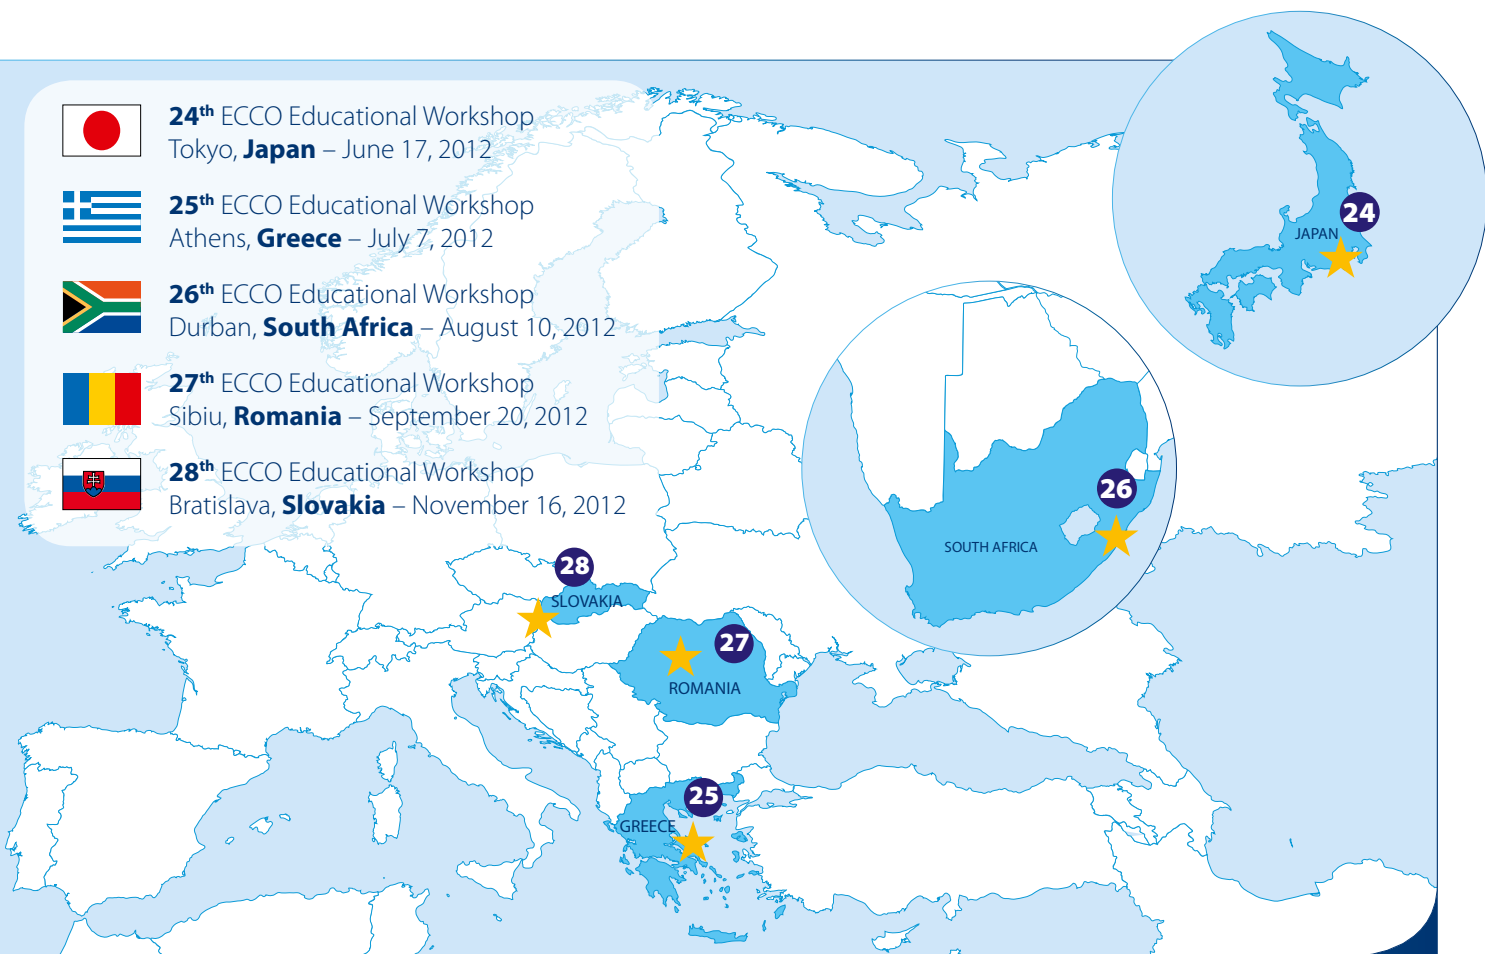 24th ECCO Educational Workshop
Tokyo, Japan – June 17, 2012
25th ECCO Educational Workshop
Athens, Greece – July 7, 2012
26th ECCO Educational Workshop
Durban, South Africa – August 10, 2012
27th ECCO Educational Workshop
Sibiu, Romania – September 20, 2012
28th ECCO Educational Workshop
Bratislava, Slovakia – November 16, 2012
24
JAPAN
26
SOUTH AFRICA
28
SLOVAKIA
27
ROMANIA
25
GREECE